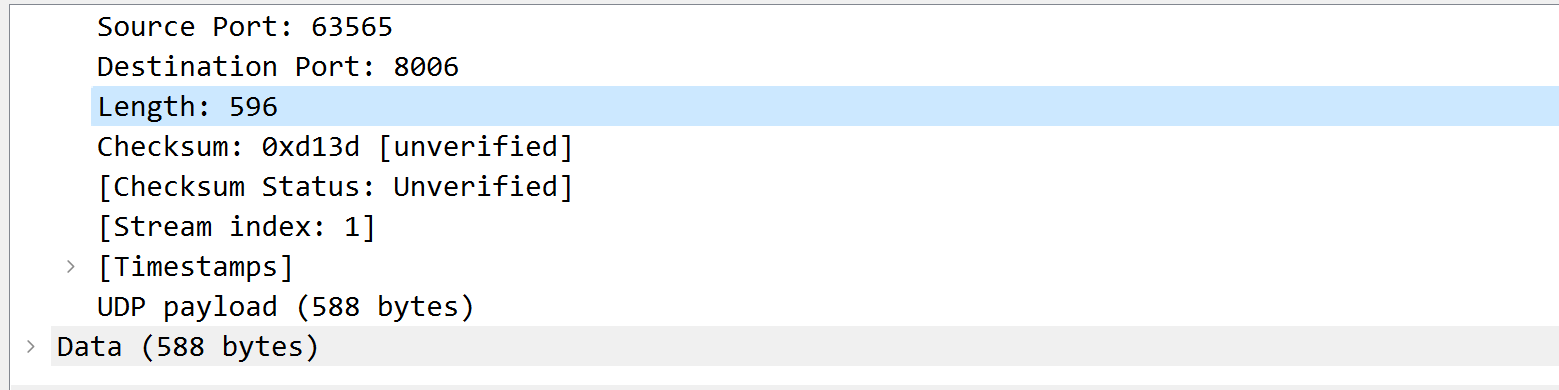 Source Port: 63565
Destination Port: 8006
Length: 596
Checksum: 0xd13d [unverified]
[Checksum Status: Unverified]
[Stream index: 1]
[Timestamps]
UDP payload (588 bytes)
Data (588 bytes)